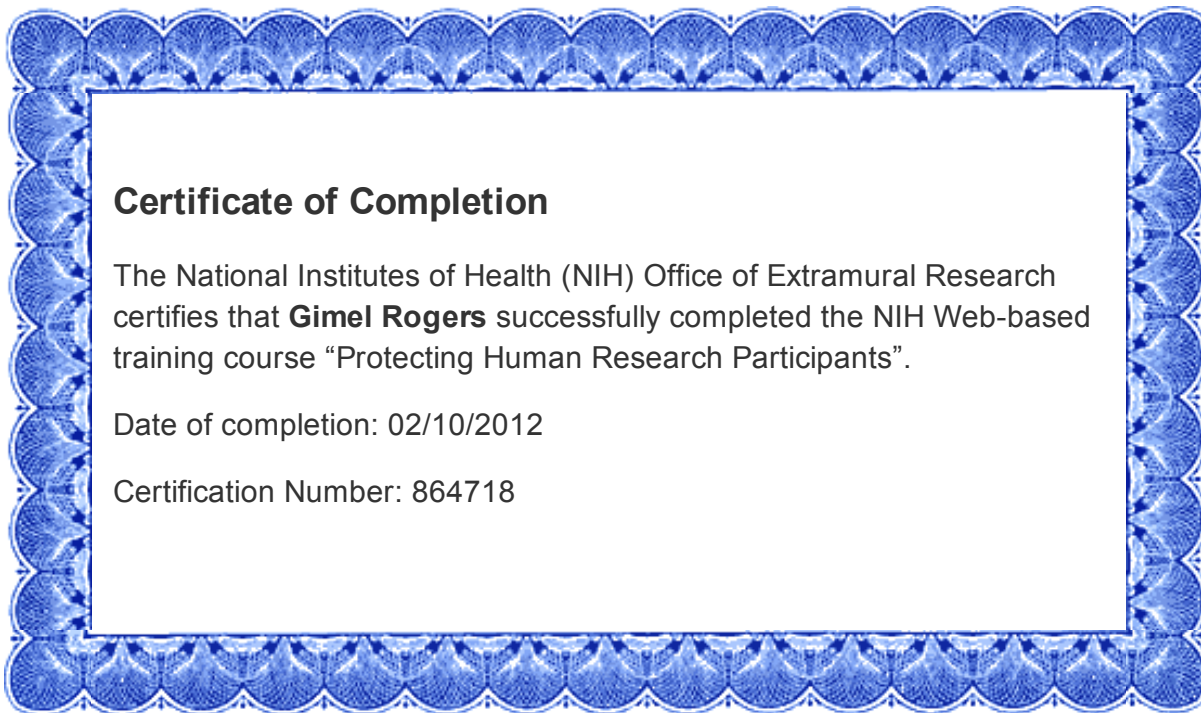 Certificate of Completion
The National Institutes of Health (NIH) Office of Extramural Research
certifies that Gimel Rogers successfully completed the NIH Web-based
training course “Protecting Human Research Participants”.
Date of completion: 02/10/2012
Certification Number: 864718